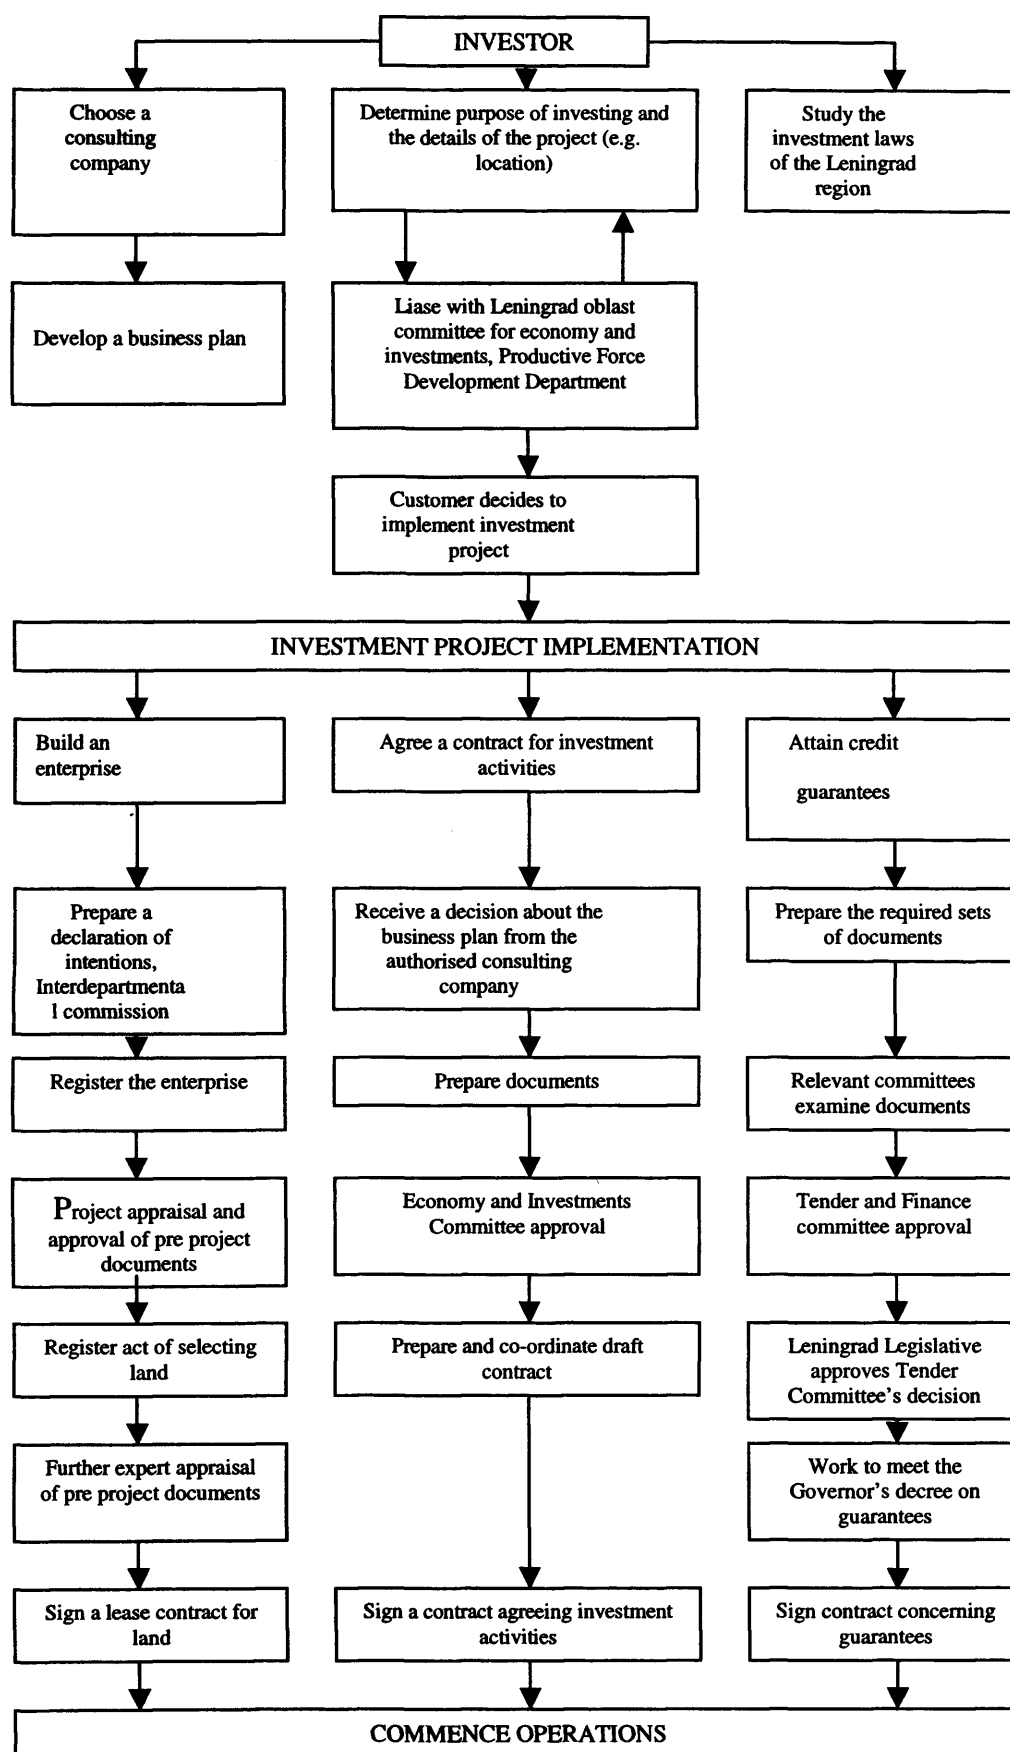 INVESTOR
Choose a
consulting
company
Determine purpose of investing and
the details of the project (e.g.
location)
Study the
investment laws
of the Leningrad
region
Develop a business plan
Liase with Leningrad oblast
committee for economy and
investments, Productive Force
Development Department
Customer decides to
implement investment
project
INVESTMENT PROJECT IMPLEMENTATION
Build an
enterprise
Agree a contract for investment
activities
Attain credit
guarantees
Prepare a
declaration of
intentions,
Interdepartmenta
l commission
Receive a decision about the
business plan from the
authorised consulting
company
Prepare the required sets
of documents
Register the enterprise
Prepare documents
Relevant committees
examine documents
Project appraisal and
approval of pre project
documents
Economy and Investments
Committee approval
Tender and Finance
committee approval
Register act of selecting
land
Prepare and co-ordinate draft
contract
Leningrad Legislative
approves Tender
Committee's decision
Further expert appraisal
of pre project documents
Work to meet the
Governor's decree on
guarantees
Sign a lease contract for
land
Sign a contract agreeing investment
activities
Sign contract concerning
guarantees
COMMENCE OPERATIONS